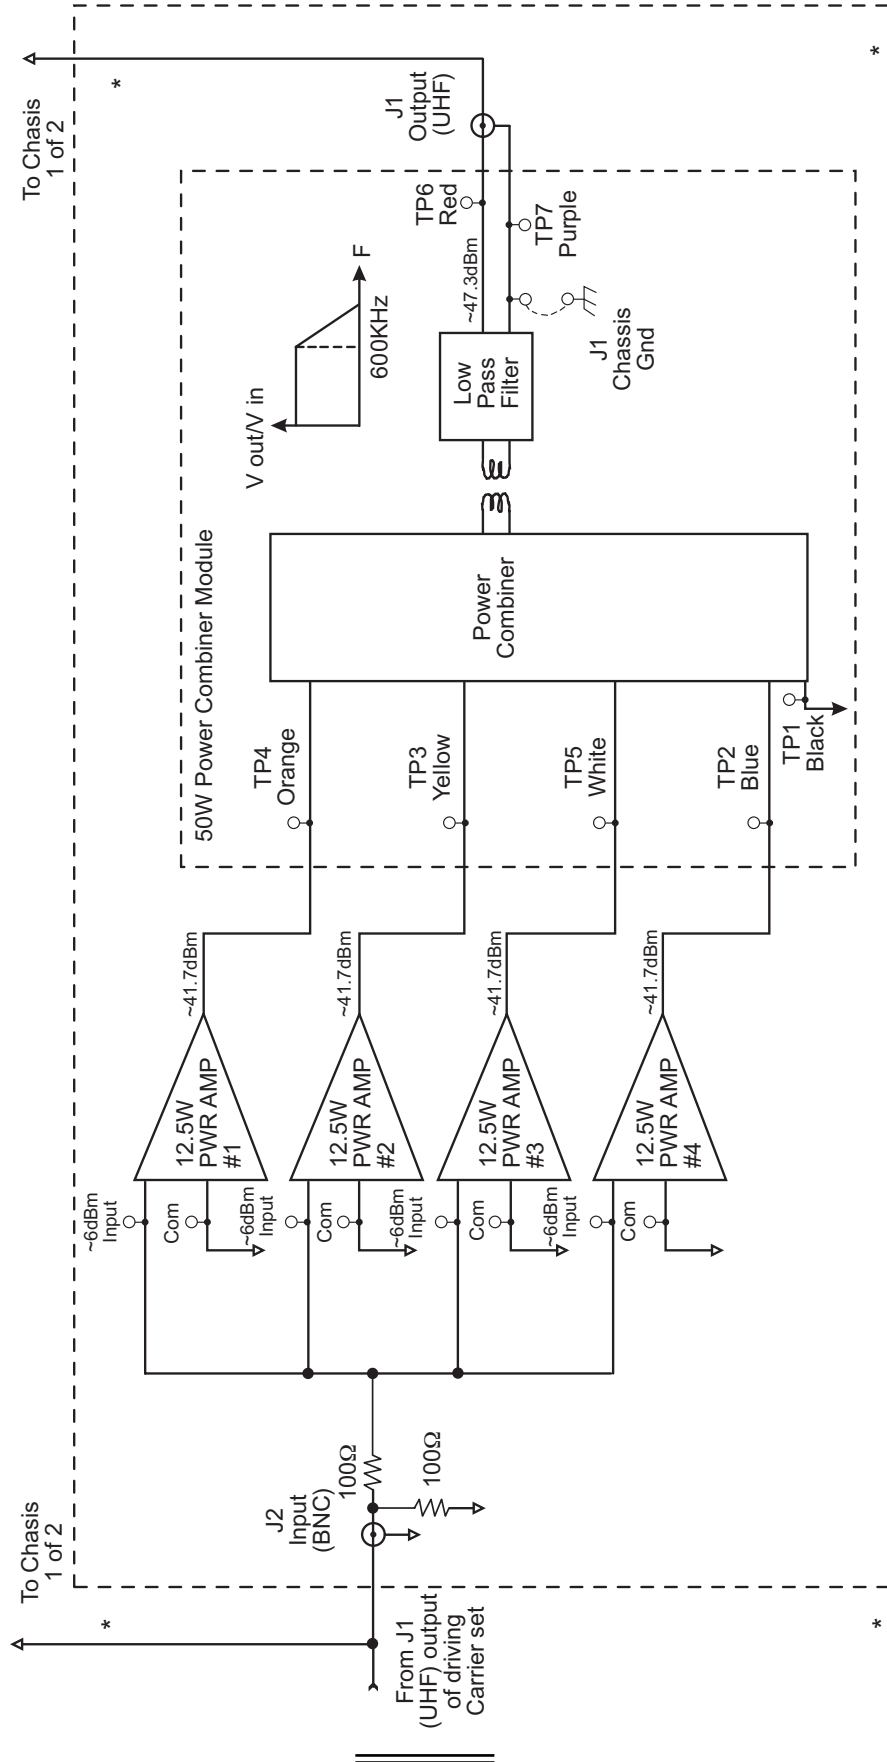 To Chasis
1 of 2
*
From J1
(UHF) output
of driving
Carrier set
*
J2
Input
(BNC)
100Ω
100Ω
~6dBm
Input
Com
12.5W
PWR AMP
#1
~41.7dBm
~6dBm
Input
Com
12.5W
PWR AMP
#2
~41.7dBm
~6dBm
Input
Com
12.5W
PWR AMP
#3
~41.7dBm
~6dBm
Input
Com
12.5W
PWR AMP
#4
~41.7dBm
50W Power Combiner Module
TP4
Orange
TP3
Yellow
TP5
White
TP2
Blue
TP1
Black
Power
Combiner
V out/V in
F
600KHz
Low
Pass
Filter
~47.3dBm
J1
Chassis
Gnd
TP6
Red
TP7
Purple
J1
Output
(UHF)
To Chasis
1 of 2
*
*